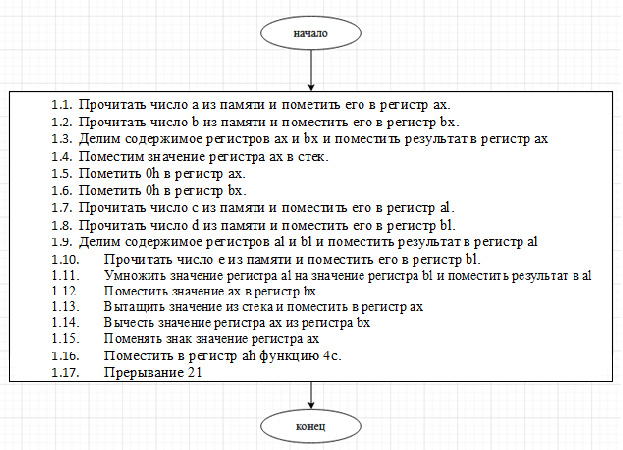 начало
1.1. Прочитать число a из памяти и пометить его в регистр ax.
1.2. Прочитать число b из памяти и поместить его в регистр bx.
1.3. Делим содержимое регистров ax и bx и поместить результат в регистр ax
1.4. Поместим значение регистра ax в стек.
1.5. Пометить 0h в регистр ax.
1.6. Пометить 0h в регистр bx.
1.7. Прочитать число c из памяти и поместить его в регистр al.
1.8. Прочитать число d из памяти и поместить его в регистр bl.
1.9. Делим содержимое регистров al и bl и поместить результат в регистр al
1.10. Прочитать число e из памяти и поместить его в регистр bl.
1.11. Умножить значение регистра al на значение регистра bl и поместить результат в al
1.12. Поместить значение ax в регистр bx
1.13. Вытащить значение из стека и поместить в регистр ax
1.14. Вычесть значение регистра ax из регистра bx
1.15. Поменять знак значение регистра ax
1.16. Поместить в регистр ah функцию 4c.
1.17. Прерывание 21
конец